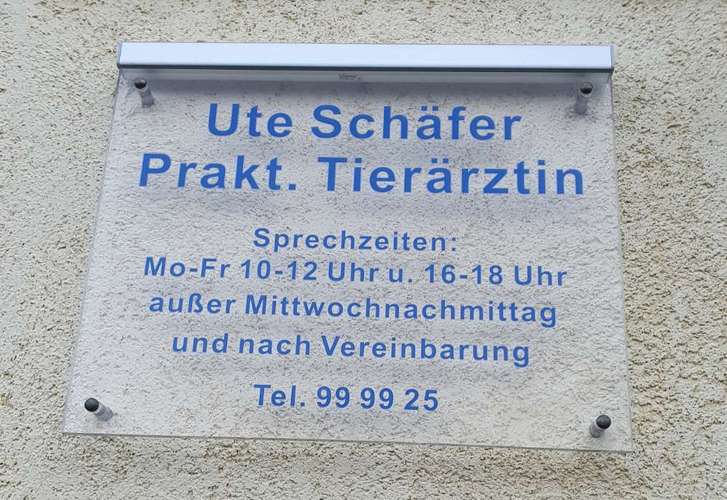 Ute Schäfer
Prakt. Tierärztin
Sprechzeiten:
Mo-Fr 10-12 Uhr u. 16-18 Uhr
außer Mittwochnachmittag
und nach Vereinbarung
Tel. 99 99 25